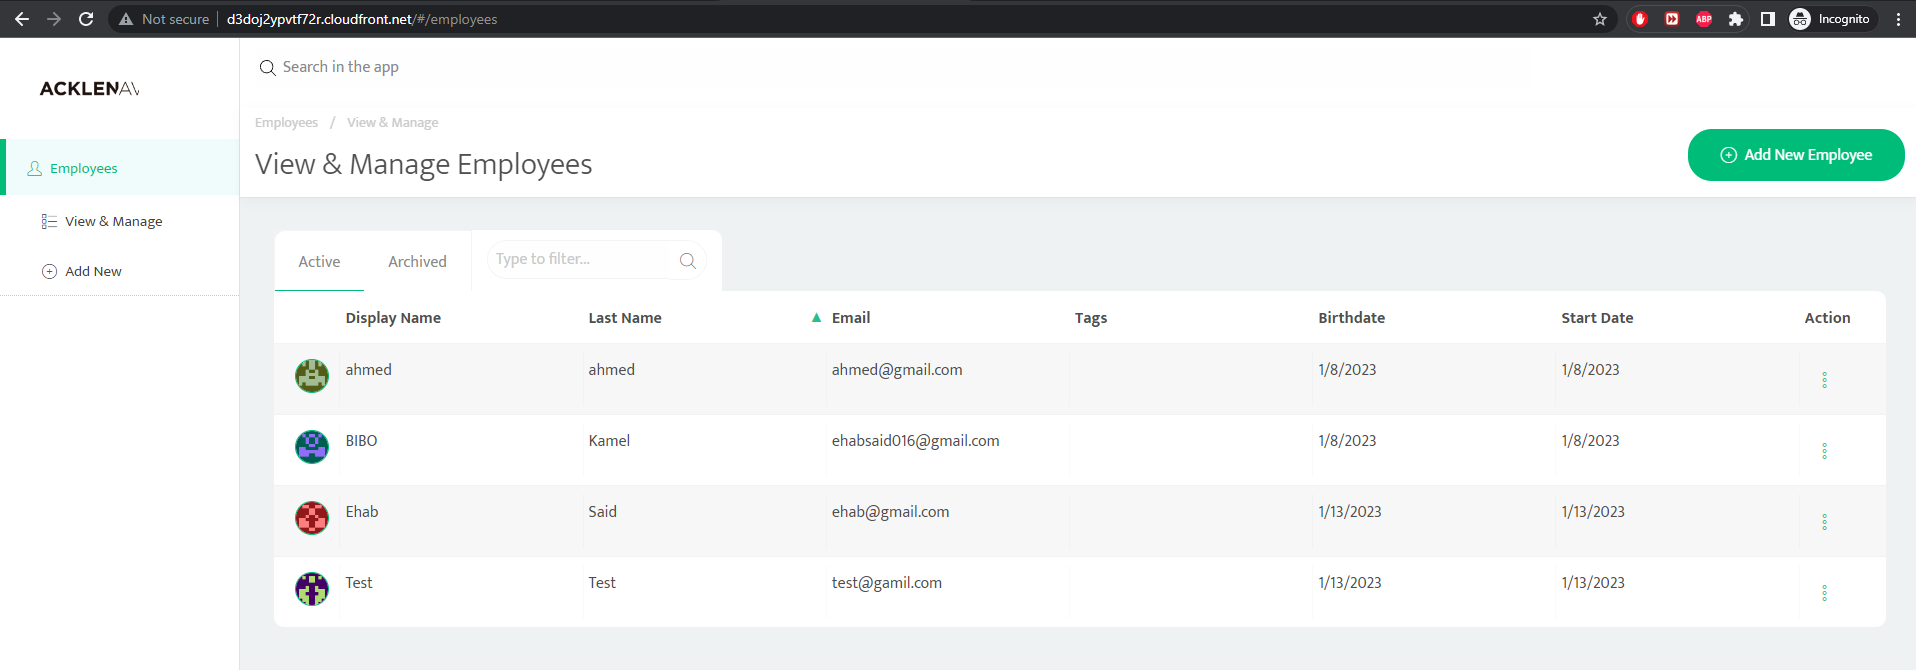 Not secure d3doj2ypvtf72r.cloudfront.net/#/employees ABP Incognito
Search in the app
ACKLENAV
Employees / View & Manage
View & Manage Employees
Add New Employee
Employees
View & Manage
Add New
Active Archived Type to filter...
Display Name Last Name ▲ Email Tags Birthdate Start Date Action
ahmed ahmed ahmed@gmail.com 1/8/2023 1/8/2023
BIBO Kamel ehabsaid016@gmail.com 1/8/2023 1/8/2023
Ehab Said ehab@gmail.com 1/13/2023 1/13/2023
Test Test test@gamil.com 1/13/2023 1/13/2023